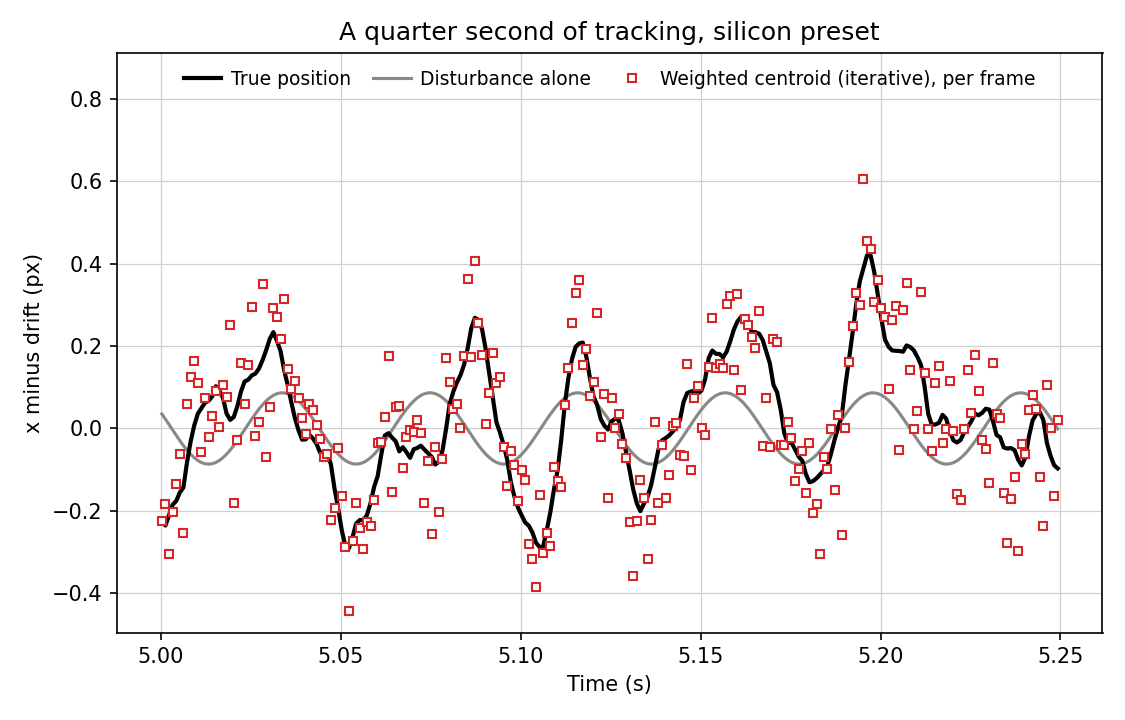 A quarter second of tracking, silicon preset
True position
Disturbance alone
Weighted centroid (iterative), per frame
x minus drift (px)
0.8
0.6
0.4
0.2
0.0
−0.2
−0.4
5.00
5.05
5.10
5.15
5.20
5.25
Time (s)